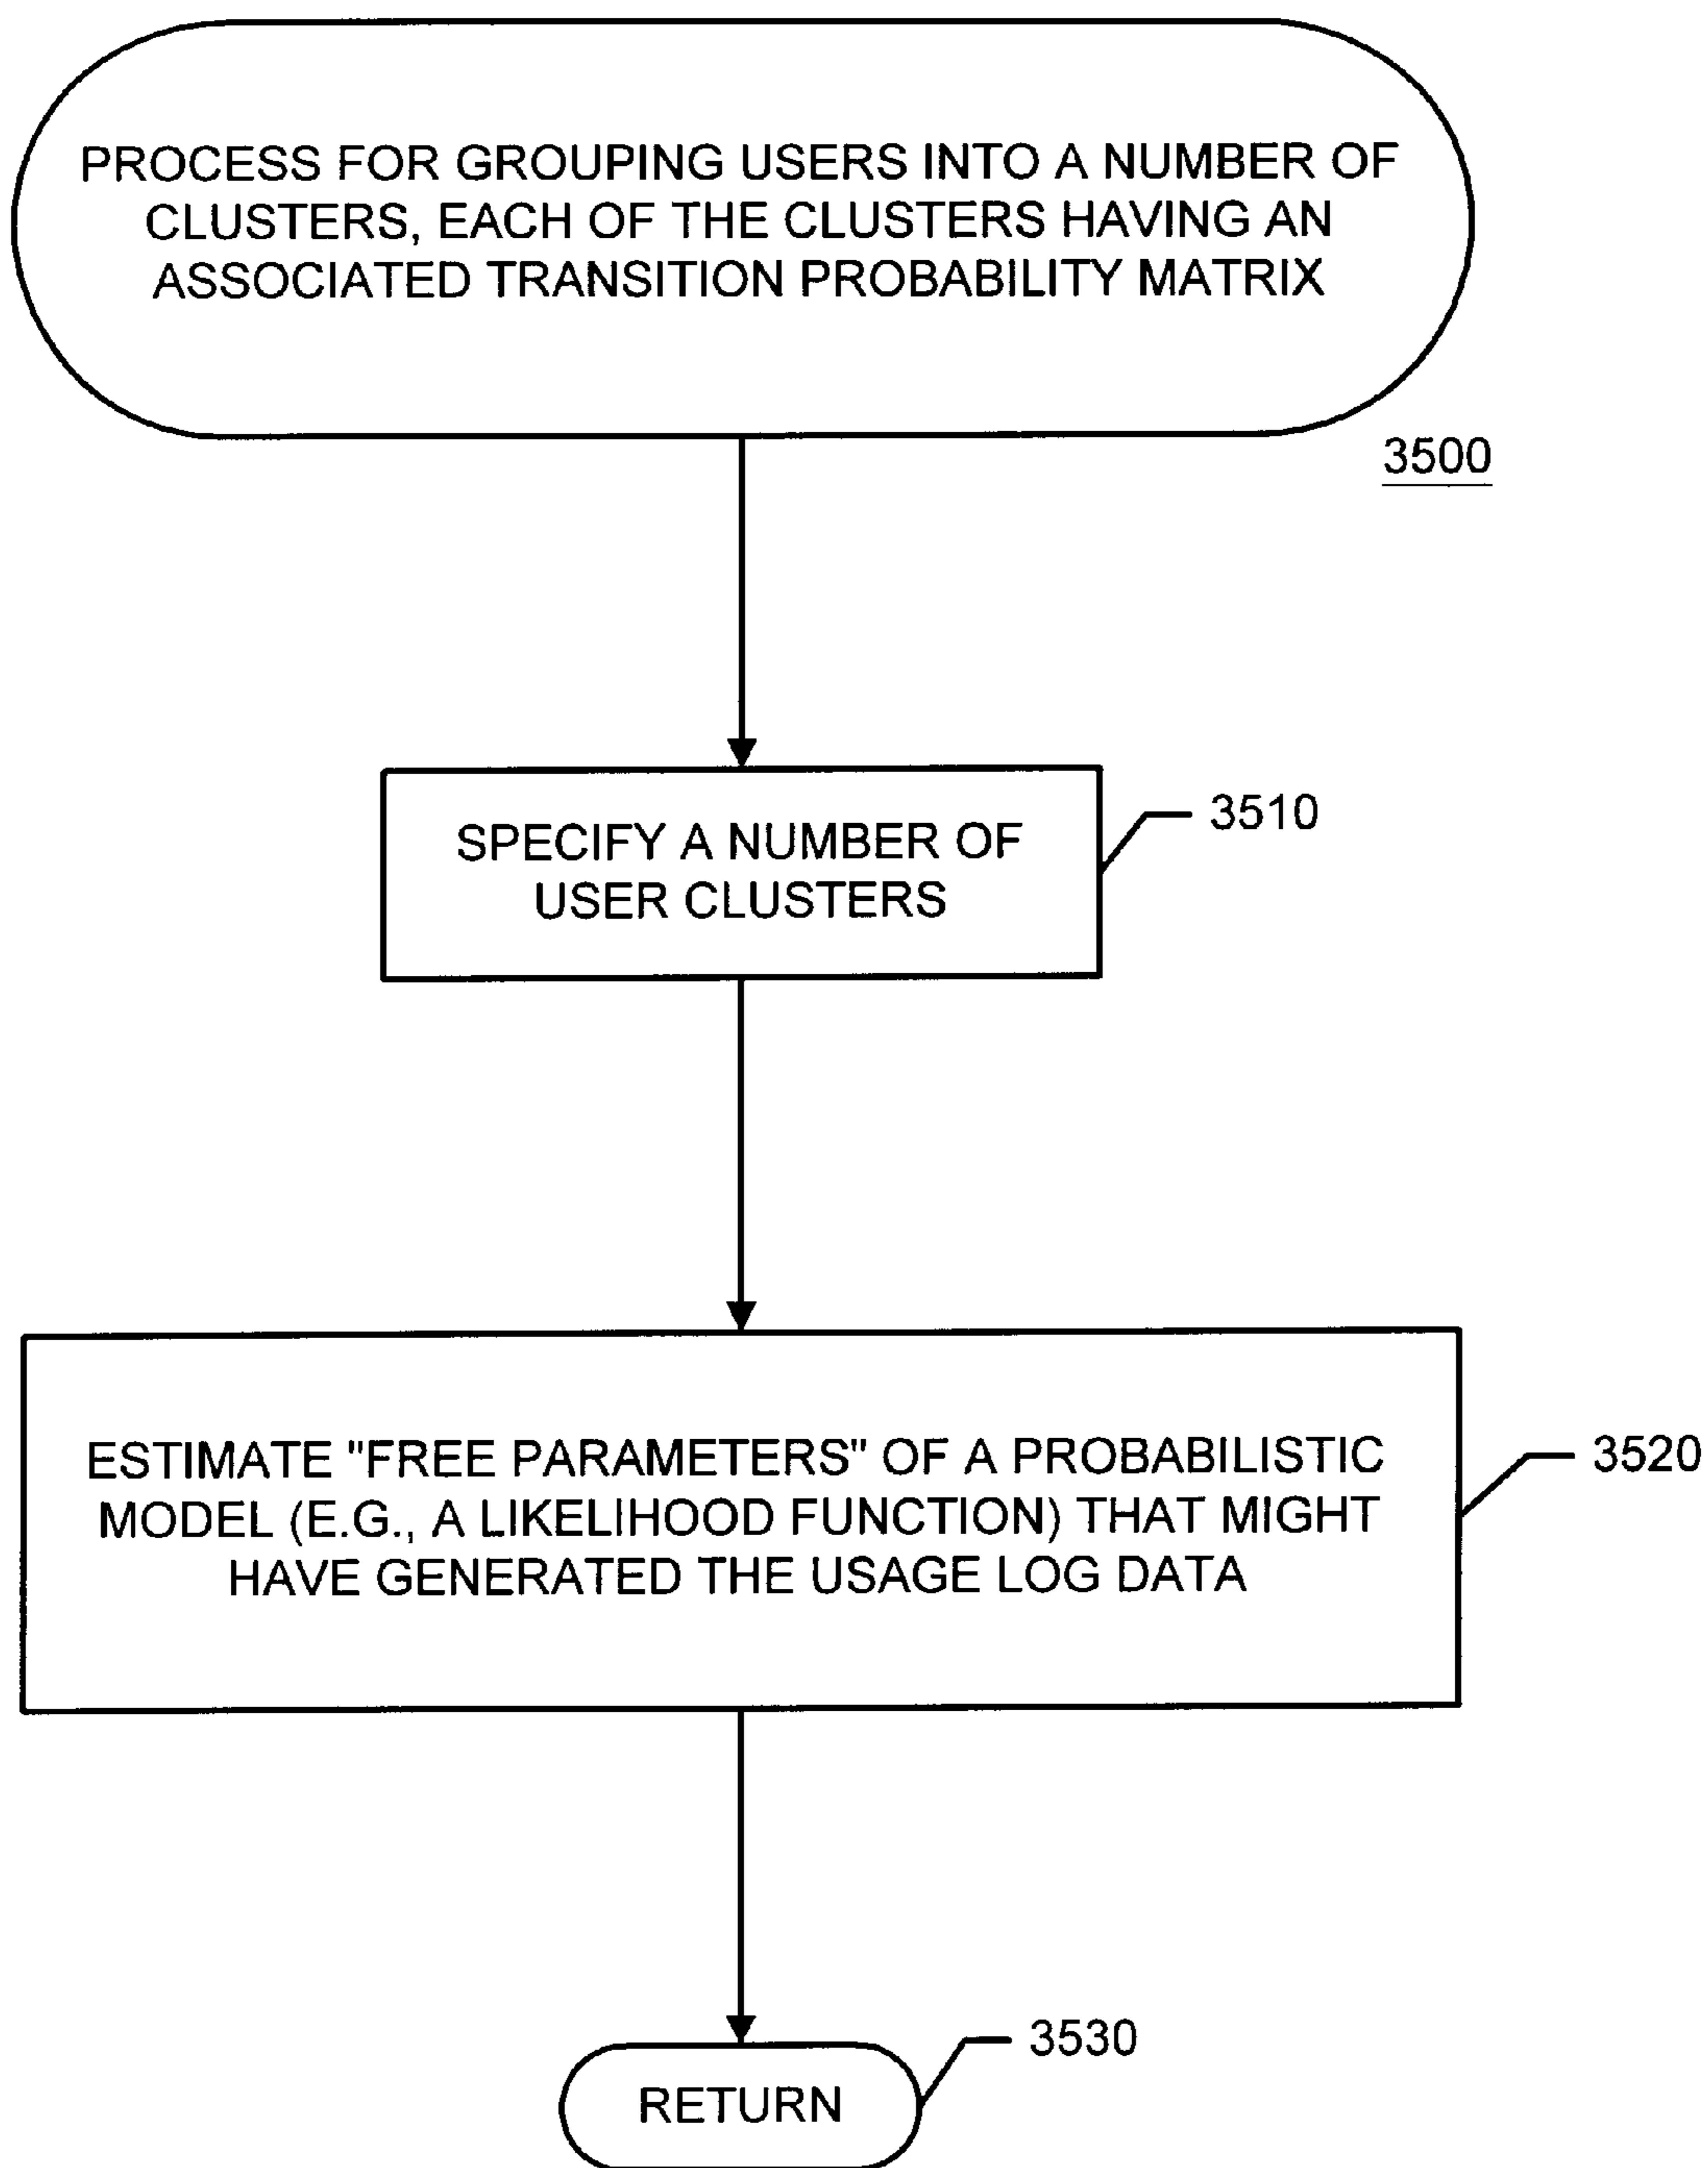 PROCESS FOR GROUPING USERS INTO A NUMBER OF
CLUSTERS, EACH OF THE CLUSTERS HAVING AN
ASSOCIATED TRANSITION PROBABILITY MATRIX
3500
SPECIFY A NUMBER OF
USER CLUSTERS
3510
ESTIMATE "FREE PARAMETERS" OF A PROBABILISTIC
MODEL (E.G., A LIKELIHOOD FUNCTION) THAT MIGHT
HAVE GENERATED THE USAGE LOG DATA
3520
RETURN
3530